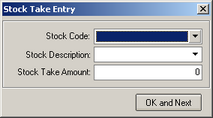 Stock Take Entry
Stock Code:
Stock Description:
Stock Take Amount: 0
OK and Next